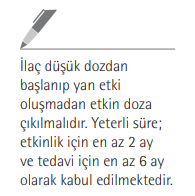 İlaç düşük dozdan
başlanıp yan etki
oluşmadan etkin doza
çıkılmalıdır. Yeterli süre;
etkinlik için en az 2 ay
ve tedavi için en az 6 ay
olarak kabul edilmektedir.